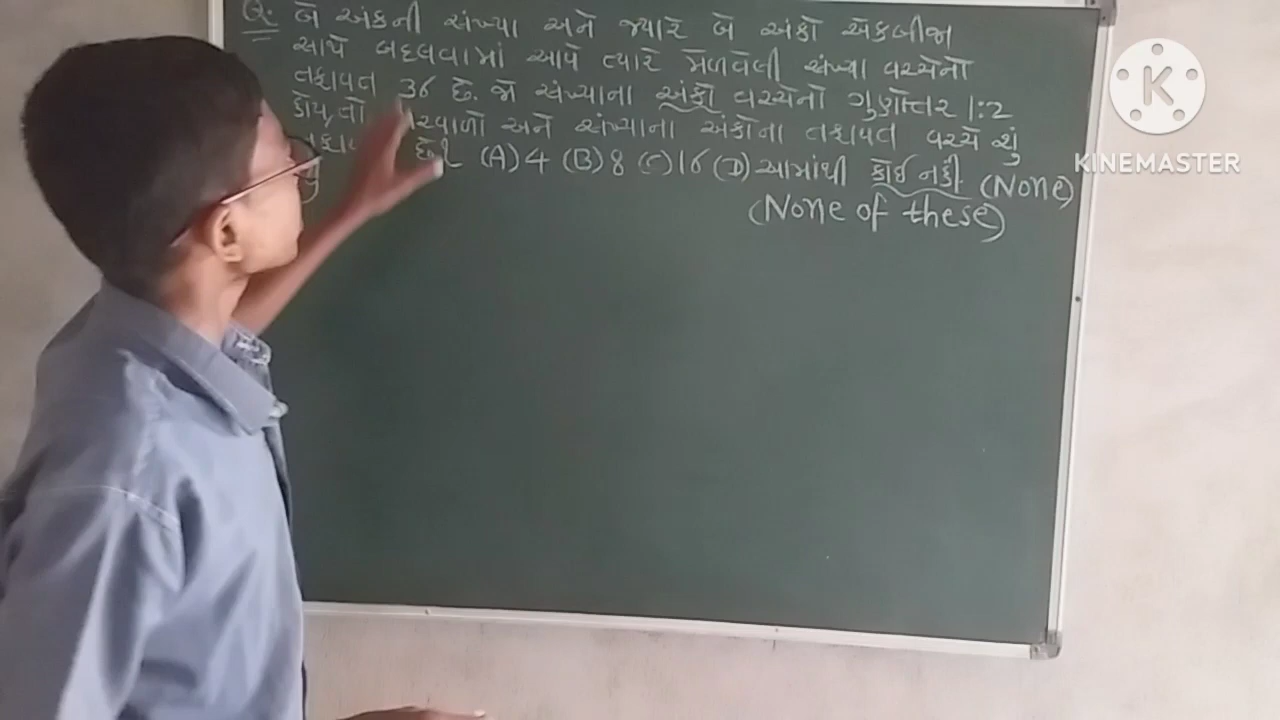 Q. બે અંકની સંખ્યા અને જ્યારે બે અંકો એકબીજા
સાથે બદલવામાં આવે ત્યારે મેળવેલી સંખ્યા વચ્ચેનો
તફાવત 36 છે. જો સંખ્યાના અંકો વચ્ચેનો ગુણોત્તર 1:2
હોય, તો સરવાળો અને સંખ્યાના અંકોના તફાવત વચ્ચે શું
(A) 4 (B) 8 (C) 16 (D) આમાંથી કોઈ નહીં. (None)
(None of these)
KINEMASTER